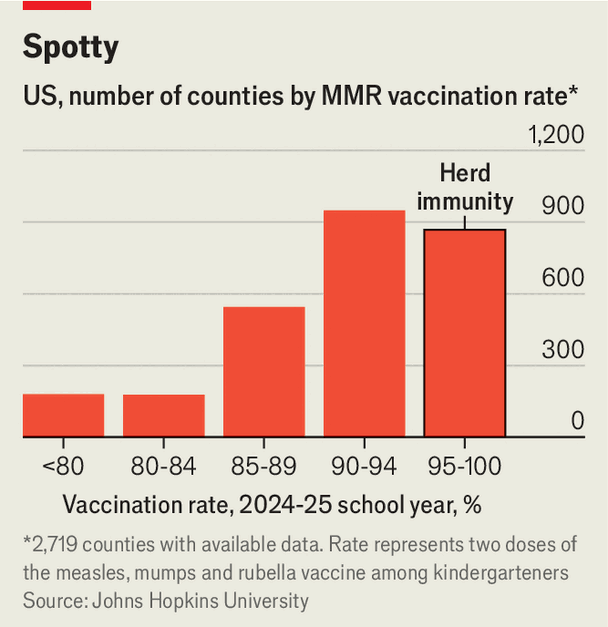 Spotty
US, number of counties by MMR vaccination rate*
1,200
Herd
immunity
900
600
300
0
<80
80-84
85-89
90-94
95-100
Vaccination rate, 2024-25 school year, %
*2,719 counties with available data. Rate represents two doses of
the measles, mumps and rubella vaccine among kindergarteners
Source: Johns Hopkins University